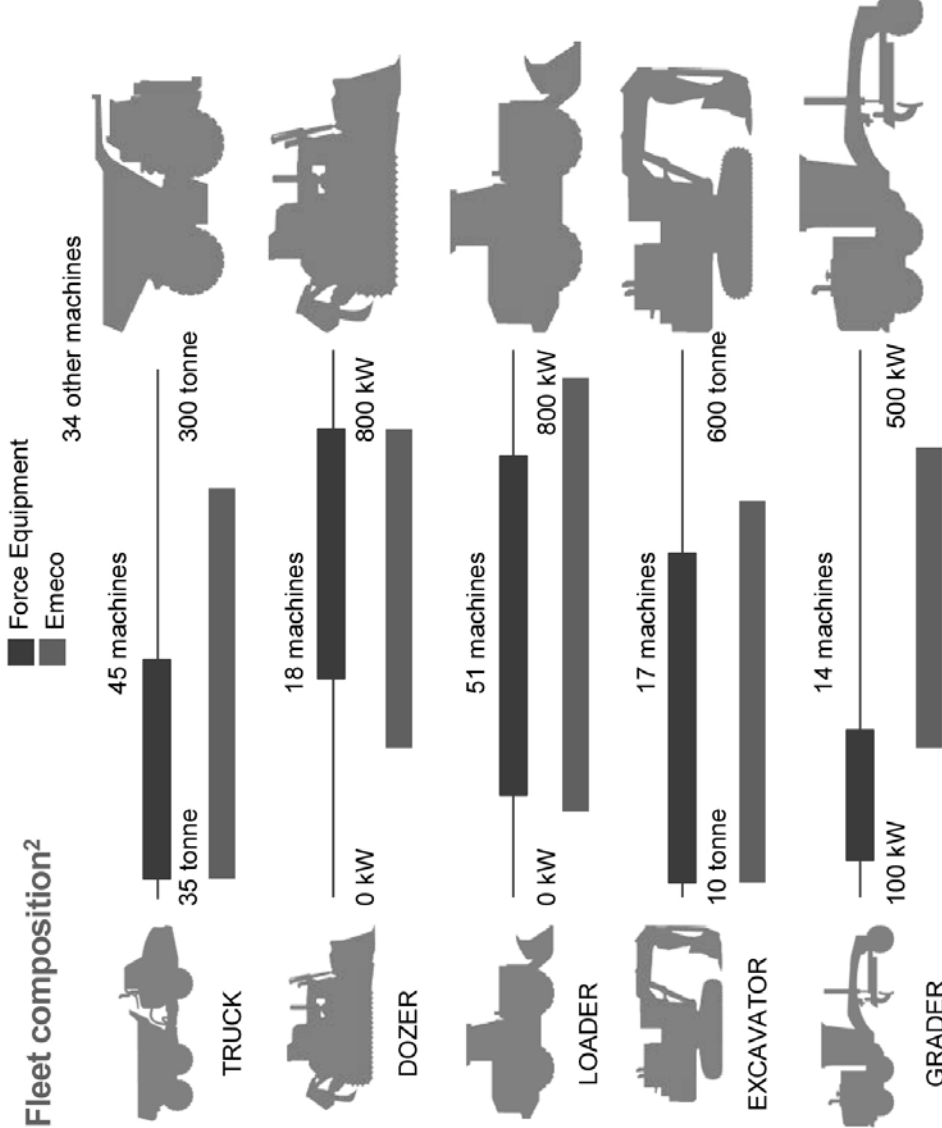 Fleet composition²
Force Equipment
Emeco
34 other machines
TRUCK
45 machines
35 tonne
300 tonne
DOZER
18 machines
0 kW
800 kW
LOADER
51 machines
0 kW
800 kW
EXCAVATOR
17 machines
10 tonne
600 tonne
GRADER
14 machines
100 kW
500 kW